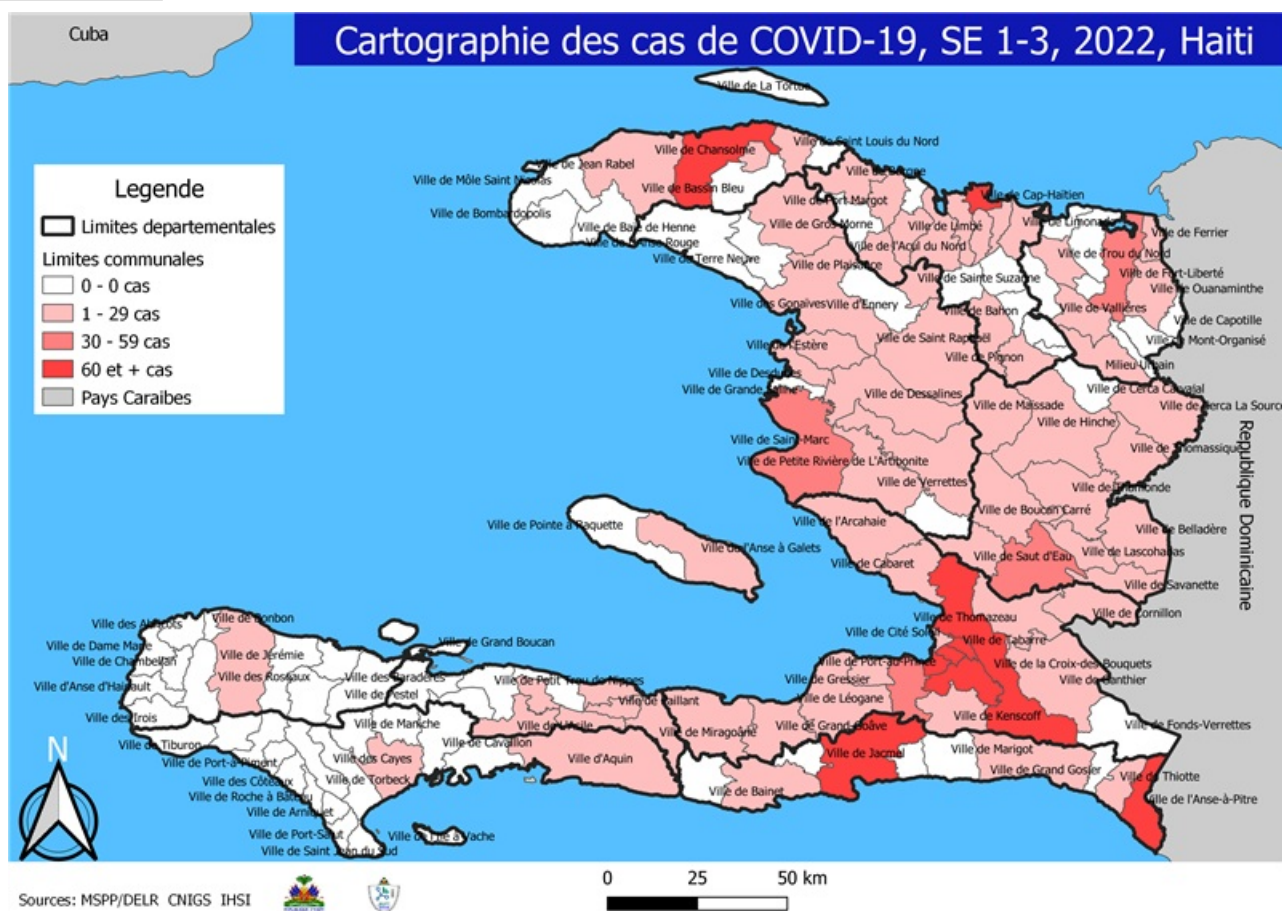 Cuba
Cartographie des cas de COVID-19, SE 1-3, 2022, Haiti
Ville de La Tortue
Ville de Saint Louis du Nord
Ville de Chansolme
Ville de Jean Rabel
Ville de Môle Saint Nicolas
Ville de Bassin Bleu
Ville de Port Margot
Ville de Cap-Haïtien
Ville de Bombardopolis
Ville de Baie de Henne
Ville de Gros Morne
Ville de Limbé
Ville de Limonade
Ville de Ferrier
Ville de l'Acul du Nord
Ville de Trou du Nord
Ville de Terre Neuve
Ville de Plaisance
Ville de Sainte Suzanne
Ville de Fort-Liberté
Ville de Ouanaminthe
Ville des Gonaïves
Ville d'Ennery
Ville de Bahon
Ville de Vallières
Ville de Capotille
Ville de Mont-Organisé
Ville de Saint Raphaël
Ville de l'Estère
Ville de Pignon
Milieu Urbain
Ville de Desdunes
Ville de Grande Saline
Ville de Dessalines
Ville de Cerca Carvajal
Ville de Maïssade
Ville de Cerca La Source
Ville de Hinche
Ville de Saint-Marc
Ville de Thomassique
Ville de Petite Rivière de L'Artibonite
Ville de Verrettes
Ville de Boucan Carré
Ville de l'Arcahaie
Ville de Belladère
Ville de Pointe à Raquette
Ville de l'Anse à Galets
Ville de Saut d'Eau
Ville de Lascohabas
Ville de Cabaret
Ville de Savanette
Republique Dominicaine
Ville de Cornillon
Ville de Thomazeau
Ville de Cité Soleil
Ville de Tabarre
Ville des Abricots
Ville de Bonbon
Ville de Grand Boucan
Ville de Dame Marie
Ville de Jérémie
Ville de Chambellan
Ville de Port-au-Prince
Ville de la Croix-des Bouquets
Ville des Roseaux
Ville des Baradères
Ville de Petit Trou de Nippes
Ville de Gressier
Ville de Ganthier
Ville d'Anse d'Hainault
Ville de Pestel
Ville de Paillant
Ville de Léogane
Ville des Irois
Ville de Maniche
Ville de L'Asile
Ville de Miragoâne
Ville de Grand-Goâve
Ville de Kenscoff
Ville de Fonds-Verrettes
Ville de Tiburon
Ville de Cavaillon
Ville de Port-à-Piment
Ville des Cayes
Ville d'Aquin
Ville de Jacmel
Ville de Marigot
Ville des Côteaux
Ville de Torbeck
Ville de Grand Gosier
Ville de Thiotte
Ville de Roche à Bateau
Ville de Bainet
Ville de l'Anse-à-Pitre
Ville de Arniquet
Ville de Port-Salut
Ville de l'Ile à Vache
Ville de Saint Jean du Sud
Legende
Limites departementales
Limites communales
0 - 0 cas
1 - 29 cas
30 - 59 cas
60 et + cas
Pays Caraibes
N
Sources: MSPP/DELR CNIGS IHSI
0 25 50 km